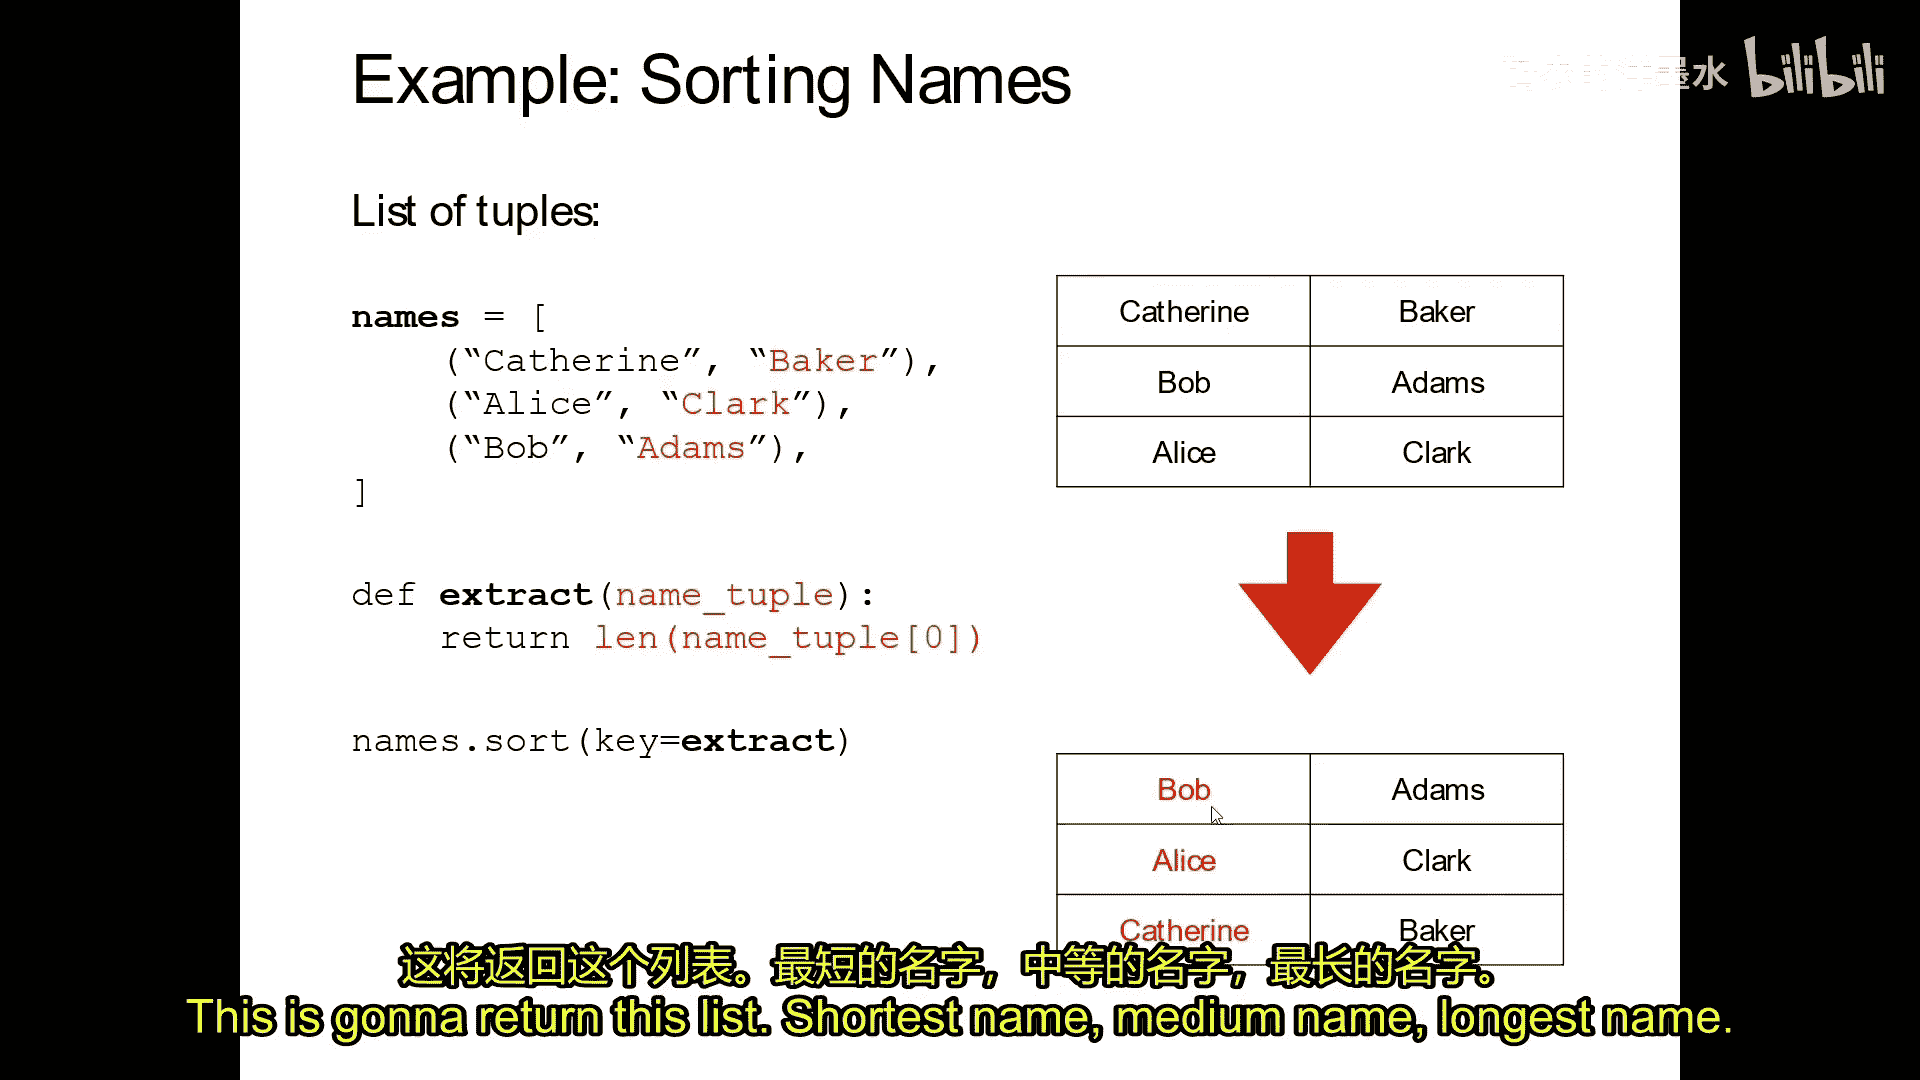 Example: Sorting Names
墨水 bilibili
List of tuples:
names = [
(“Catherine”, “Baker”),
(“Alice”, “Clark”),
(“Bob”, “Adams”),
]
def extract(name_tuple):
return len(name_tuple[0])
names.sort(key=extract)
Catherine Baker
Bob Adams
Alice Clark
Bob Adams
Alice Clark
Catherine Baker
这将返回这个列表。最短的名字，中等的名字，最长的名字。
This is gonna return this list. Shortest name, medium name, longest name.